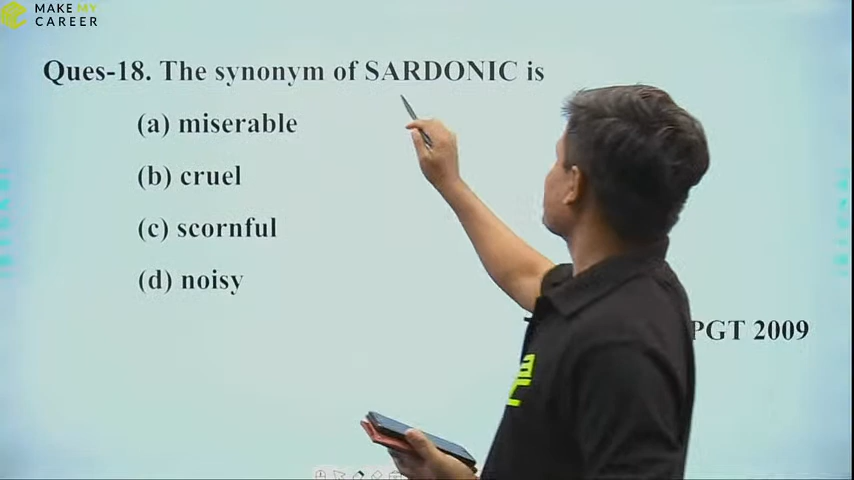 MAKE MY
CAREER
Ques-18. The synonym of SARDONIC is
(a) miserable
(b) cruel
(c) scornful
(d) noisy
PGT 2009